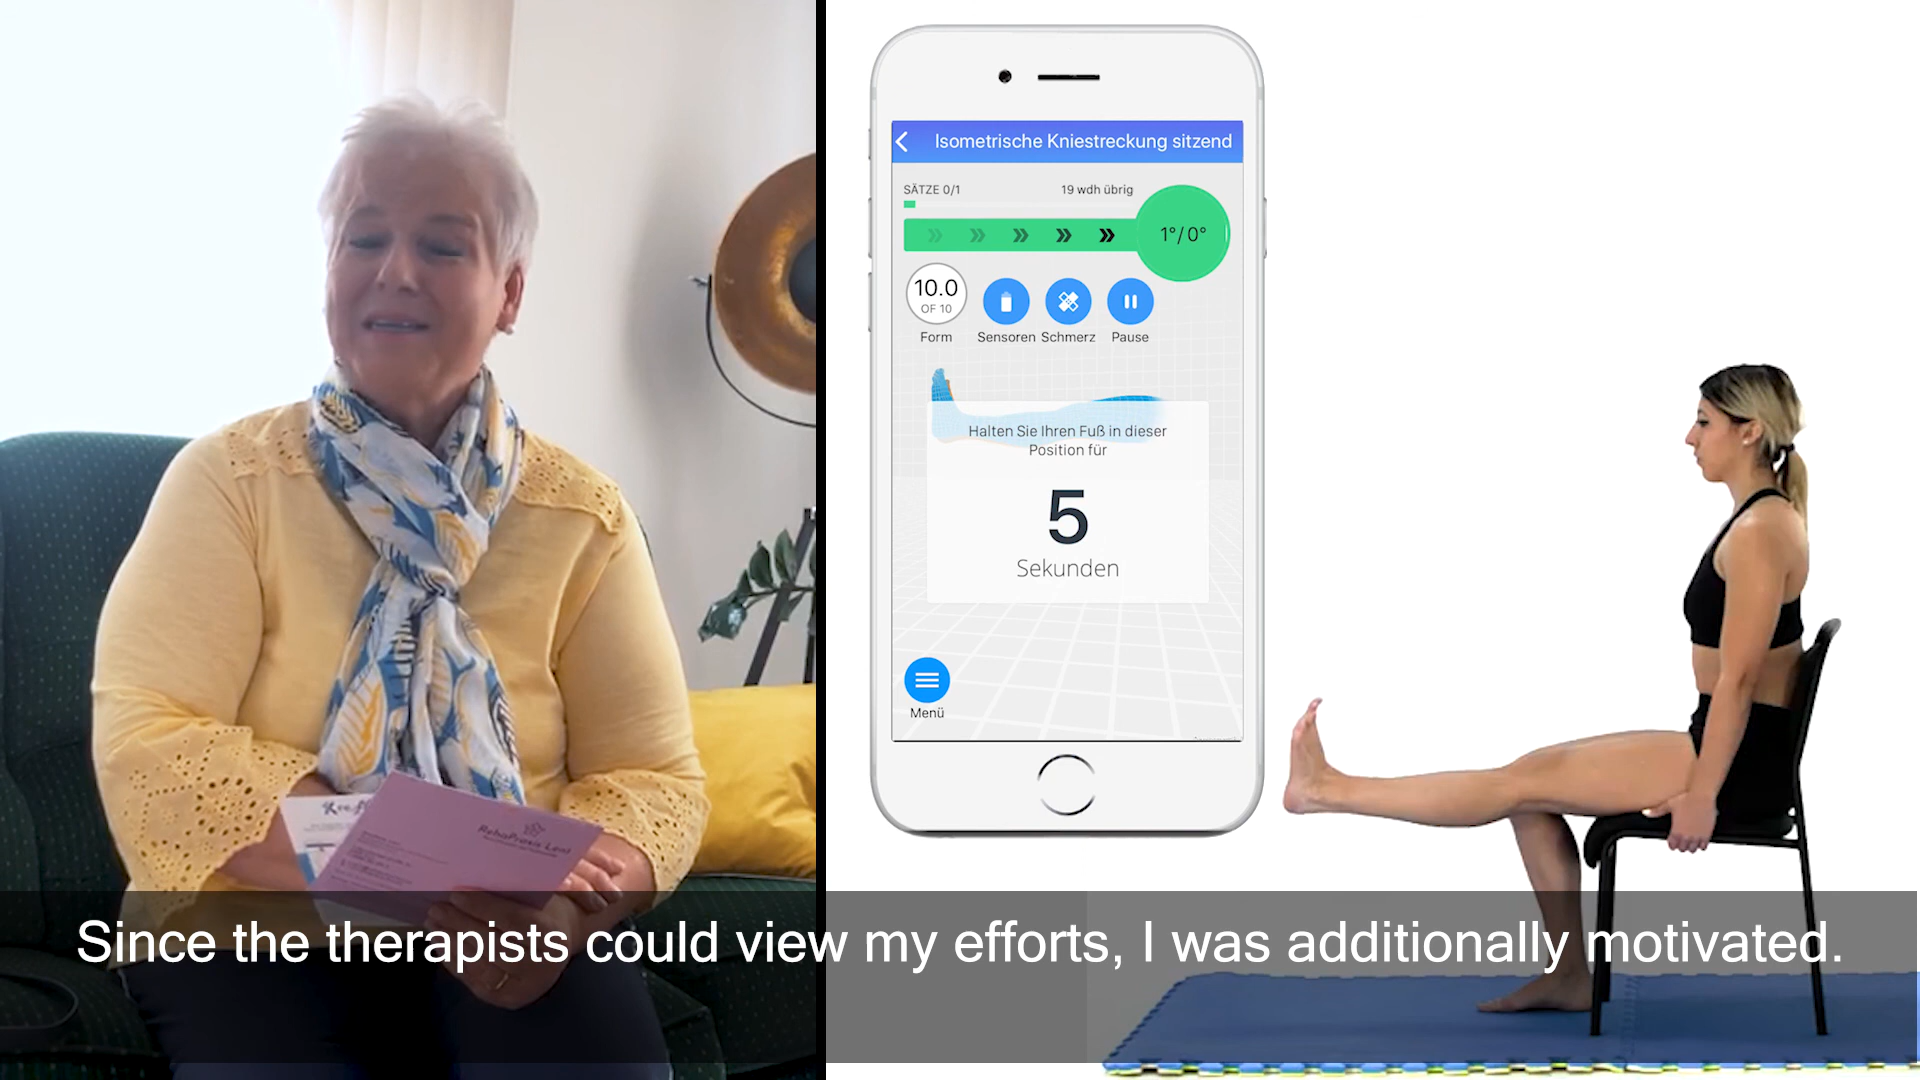 Isometrische Kniestreckung sitzend
SÄTZE 0/1
19 wdh übrig
1°/0°
10.0
OF 10
Form
Sensoren
Schmerz
Pause
Halten Sie Ihren Fuß in dieser
Position für
5
Sekunden
Menü
RehaPraxis
Since the therapists could view my efforts, I was additionally motivated.